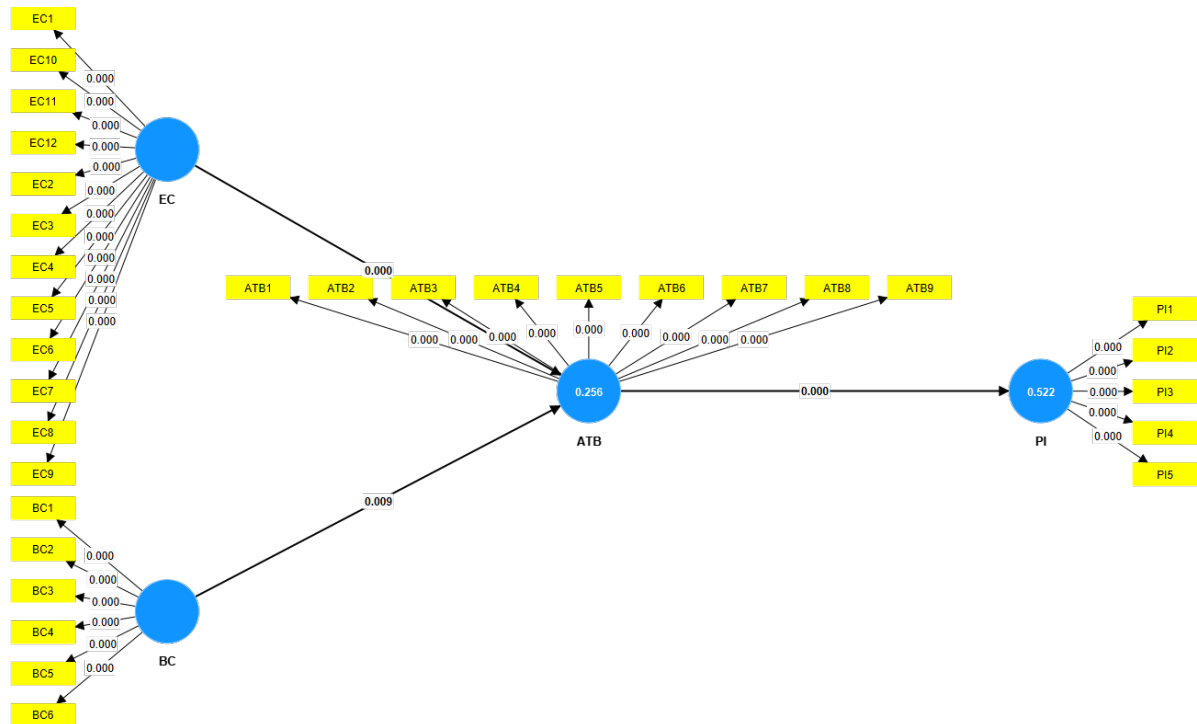 EC1
EC10
EC11
EC12
EC2
EC3
EC4
EC5
EC6
EC7
EC8
EC9
0.000
0.000
0.000
0.000
0.000
0.000
0.000
0.000
0.000
0.000
0.000
0.000
EC
0.000
ATB1
ATB2
ATB3
ATB4
ATB5
ATB6
ATB7
ATB8
ATB9
0.000
0.000
0.000
0.000
0.000
0.000
0.000
0.000
0.000
0.256
ATB
0.000
0.522
PI
0.000
0.000
0.000
0.000
0.000
PI1
PI2
PI3
PI4
PI5
0.009
BC1
BC2
BC3
BC4
BC5
BC6
0.000
0.000
0.000
0.000
0.000
0.000
BC